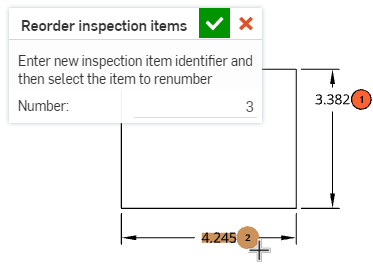 Reorder inspection items
Enter new inspection item identifier and
then select the item to renumber
Number: 3
3.382 1
4.245 2